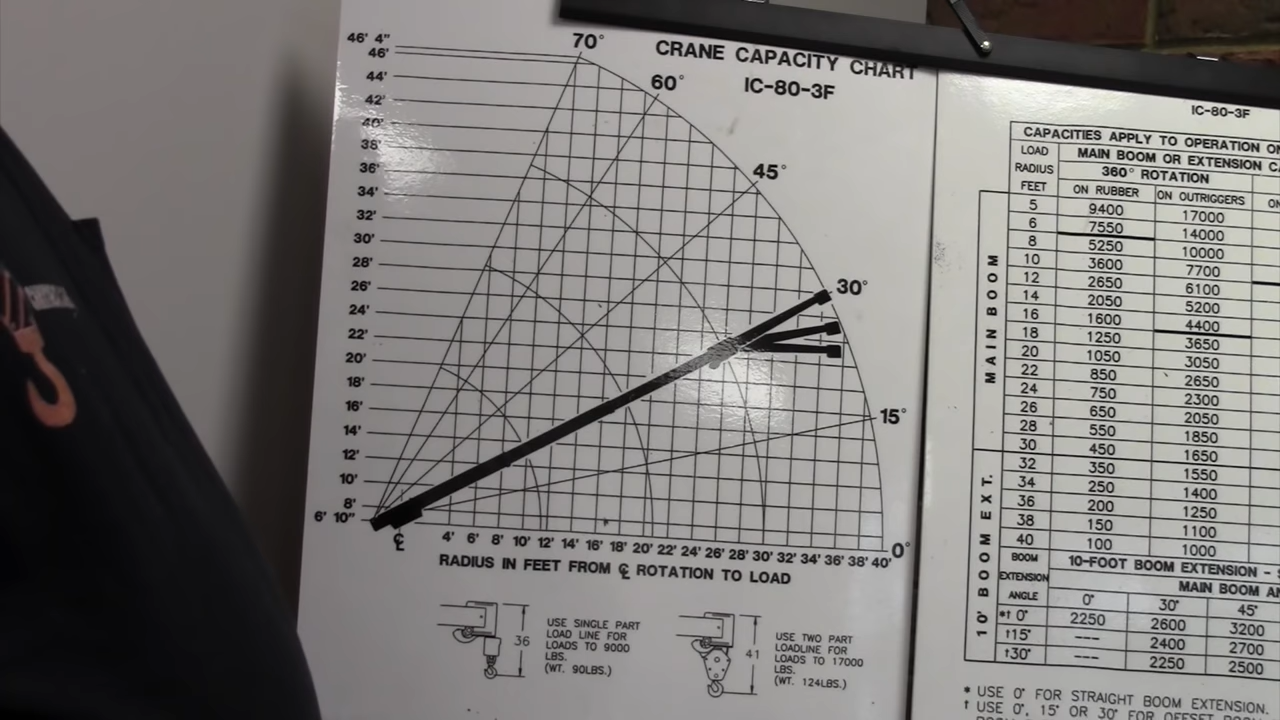 CRANE CAPACITY CHART
IC-80-3F
46' 4"
46'
44'
42'
40'
38'
36'
34'
32'
30'
28'
26'
24'
22'
20'
18'
16'
14'
12'
10'
8'
6' 10"
70°
60°
45°
30°
15°
0°
4' 6' 8' 10' 12' 14' 16' 18' 20' 22' 24' 26' 28' 30' 32' 34' 36' 38' 40'
RADIUS IN FEET FROM ℄ ROTATION TO LOAD
36
USE SINGLE PART
LOAD LINE FOR
LOADS TO 9000
LBS.
(WT. 90LBS.)
41
USE TWO PART
LOADLINE FOR
LOADS TO 17000
LBS.
(WT. 124LBS.)
IC-80-3F
CAPACITIES APPLY TO OPERATION
LOAD
RADIUS
FEET
MAIN BOOM OR EXTENSION
360° ROTATION
ON RUBBER ON OUTRIGGERS
MAIN BOOM
5 9400 17000
6 7550 14000
8 5250 10000
10 3600 7700
12 2650 6100
14 2050 5200
16 1600 4400
18 1250 3650
20 1050 3050
22 850 2650
24 750 2300
26 650 2050
28 550 1850
30 450 1650
10' BOOM EXT.
32 350 1550
34 250 1400
36 200 1250
38 150 1100
40 100 1000
BOOM
EXTENSION
ANGLE
10-FOOT BOOM EXTENSION -
MAIN BOOM
0° 30° 45°
*† 0° 2250 2600 3200
†15° --- 2400 2700
†30° --- 2250 2500
* USE 0° FOR STRAIGHT BOOM EXTENSION.
† USE 0°, 15° OR 30° FOR OFFSET